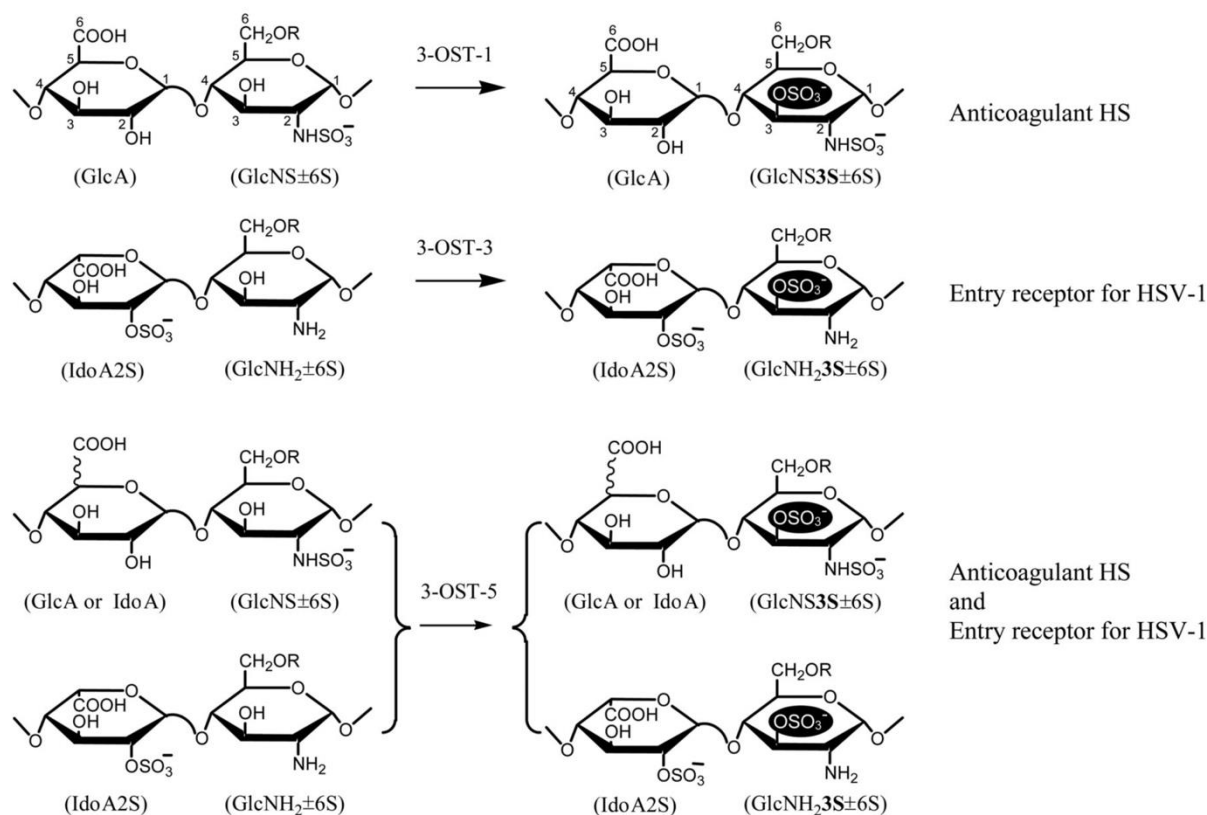 6
COOH
6
CH₂OR
5
O
5
O
4
OH
1
4
OH
1
O
3
2
O
3
2
O
OH
NHSO₃⁻
(GlcA)
(GlcNS±6S)
3-OST-1
6
COOH
6
CH₂OR
5
O
5
O
4
OH
1
4
OSO₃⁻
1
O
3
2
O
3
2
O
OH
NHSO₃⁻
(GlcA)
(GlcNS3S±6S)
Anticoagulant HS
CH₂OR
O
O
COOH
OH
OH
O
O
O
OSO₃⁻
NH₂
(IdoA2S)
(GlcNH₂±6S)
3-OST-3
CH₂OR
O
O
COOH
OH
OSO₃⁻
O
O
O
OSO₃⁻
NH₂
(IdoA2S)
(GlcNH₂3S±6S)
Entry receptor for HSV-1
COOH
CH₂OR
O
O
OH
OH
O
O
O
OH
NHSO₃⁻
(GlcA or IdoA)
(GlcNS±6S)
CH₂OR
O
O
COOH
OH
OH
O
O
O
OSO₃⁻
NH₂
(IdoA2S)
(GlcNH₂±6S)
3-OST-5
COOH
CH₂OR
O
O
OH
OSO₃⁻
O
O
O
OH
NHSO₃⁻
(GlcA or IdoA)
(GlcNS3S±6S)
CH₂OR
O
O
COOH
OH
OSO₃⁻
O
O
O
OSO₃⁻
NH₂
(IdoA2S)
(GlcNH₂3S±6S)
Anticoagulant HS
and
Entry receptor for HSV-1